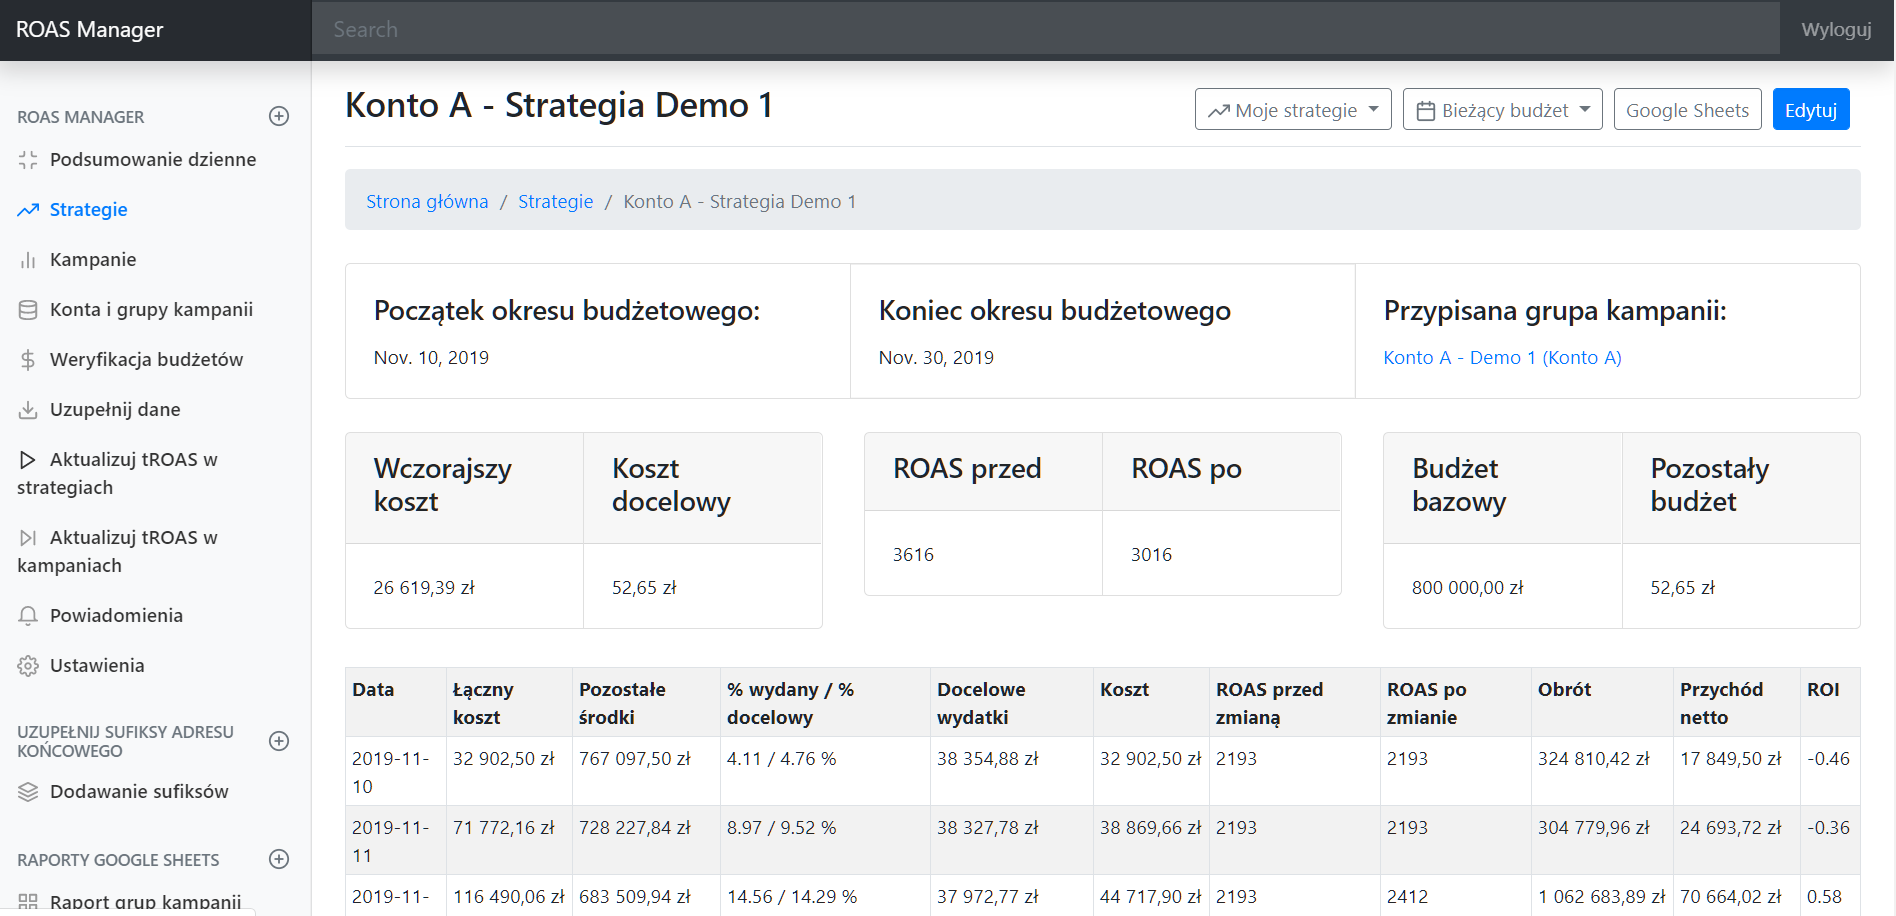 ROAS Manager
Search
Wyloguj
ROAS MANAGER
Podsumowanie dzienne
Strategie
Kampanie
Konta i grupy kampanii
Weryfikacja budżetów
Uzupełnij dane
Aktualizuj tROAS w
strategiach
Aktualizuj tROAS w
kampaniach
Powiadomienia
Ustawienia
UZUPEŁNIJ SUFIKSY ADRESU
KOŃCOWEGO
Dodawanie sufiksów
RAPORTY GOOGLE SHEETS
Raport grup kampanii
Konto A - Strategia Demo 1
Moje strategie
Bieżący budżet
Google Sheets
Edytuj
Strona główna / Strategie / Konto A - Strategia Demo 1
Początek okresu budżetowego:
Nov. 10, 2019
Koniec okresu budżetowego
Nov. 30, 2019
Przypisana grupa kampanii:
Konto A - Demo 1 (Konto A)
Wczorajszy
koszt
26 619,39 zł
Koszt
docelowy
52,65 zł
ROAS przed
3616
ROAS po
3016
Budżet
bazowy
800 000,00 zł
Pozostały
budżet
52,65 zł
Data
Łączny
koszt
Pozostałe
środki
% wydany / %
docelowy
Docelowe
wydatki
Koszt
ROAS przed
zmianą
ROAS po
zmianie
Obrót
Przychód
netto
ROI
2019-11-
10
32 902,50 zł
767 097,50 zł
4.11 / 4.76 %
38 354,88 zł
32 902,50 zł
2193
2193
324 810,42 zł
17 849,50 zł
-0.46
2019-11-
11
71 772,16 zł
728 227,84 zł
8.97 / 9.52 %
38 327,78 zł
38 869,66 zł
2193
2193
304 779,96 zł
24 693,72 zł
-0.36
2019-11-
116 490,06 zł
683 509,94 zł
14.56 / 14.29 %
37 972,77 zł
44 717,90 zł
2193
2412
1 062 683,89 zł
70 664,02 zł
0.58